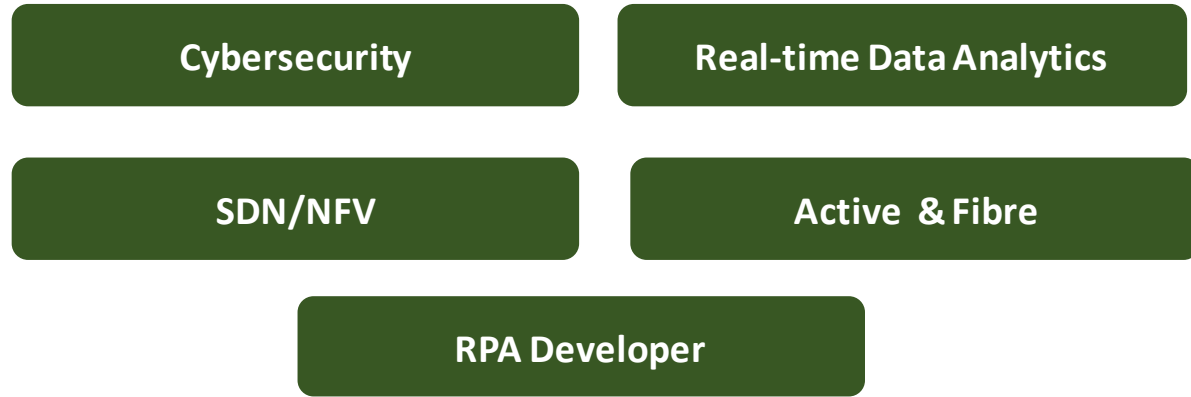 Cybersecurity
Real-time Data Analytics
SDN/NFV
Active & Fibre
RPA Developer